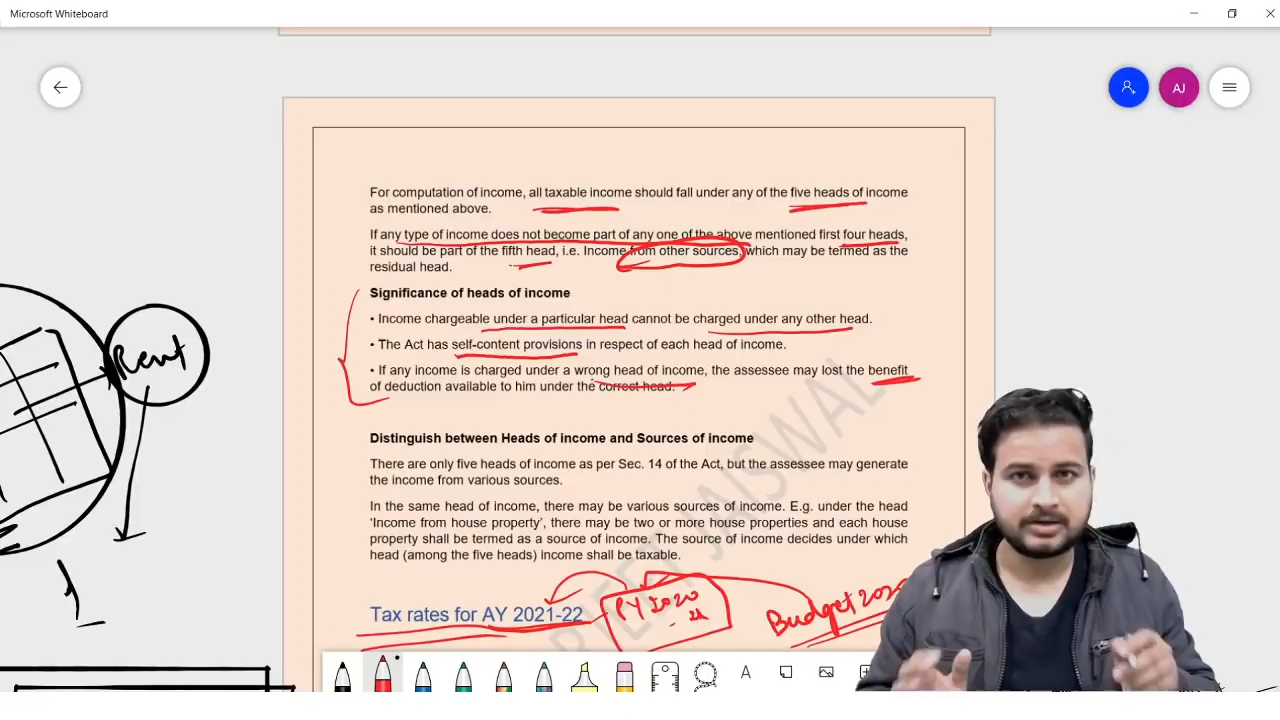 Microsoft Whiteboard
AJ
For computation of income, all taxable income should fall under any of the five heads of income
as mentioned above.
If any type of income does not become part of any one of the above mentioned first four heads,
it should be part of the fifth head, i.e. Income from other sources, which may be termed as the
residual head.
Significance of heads of income
• Income chargeable under a particular head cannot be charged under any other head.
• The Act has self-content provisions in respect of each head of income.
• If any income is charged under a wrong head of income, the assessee may lost the benefit
of deduction available to him under the correct head.
Rent
Distinguish between Heads of income and Sources of income
There are only five heads of income as per Sec. 14 of the Act, but the assessee may generate
the income from various sources.
In the same head of income, there may be various sources of income. E.g. under the head
'Income from house property', there may be two or more house properties and each house
property shall be termed as a source of income. The source of income decides under which
head (among the five heads) income shall be taxable.
Tax rates for AY 2021-22
PY 2020
- 21
Budget 202
JAISWAL
A